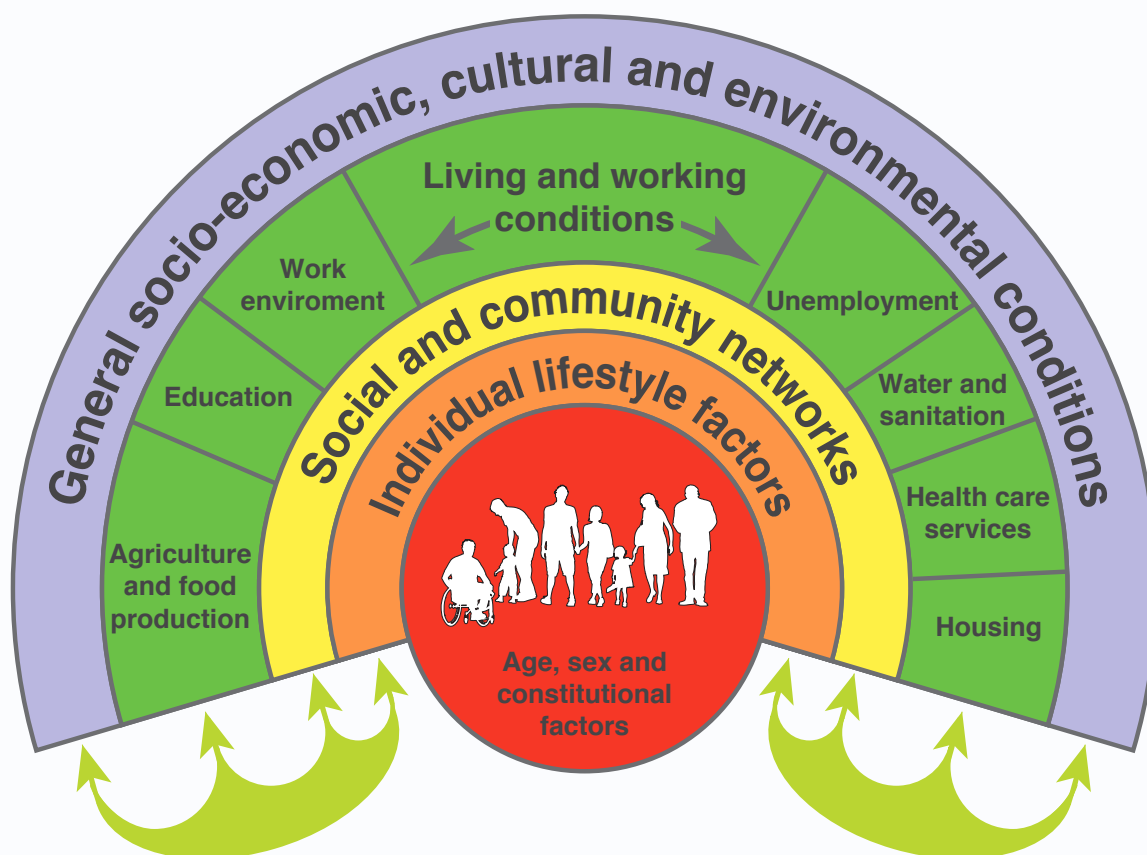 General socio-economic, cultural and environmental conditions
Living and working
conditions
Work
enviroment
Unemployment
Education
Water and
sanitation
Agriculture
and food
production
Health care
services
Housing
Social and community networks
Individual lifestyle factors
Age, sex and
constitutional
factors